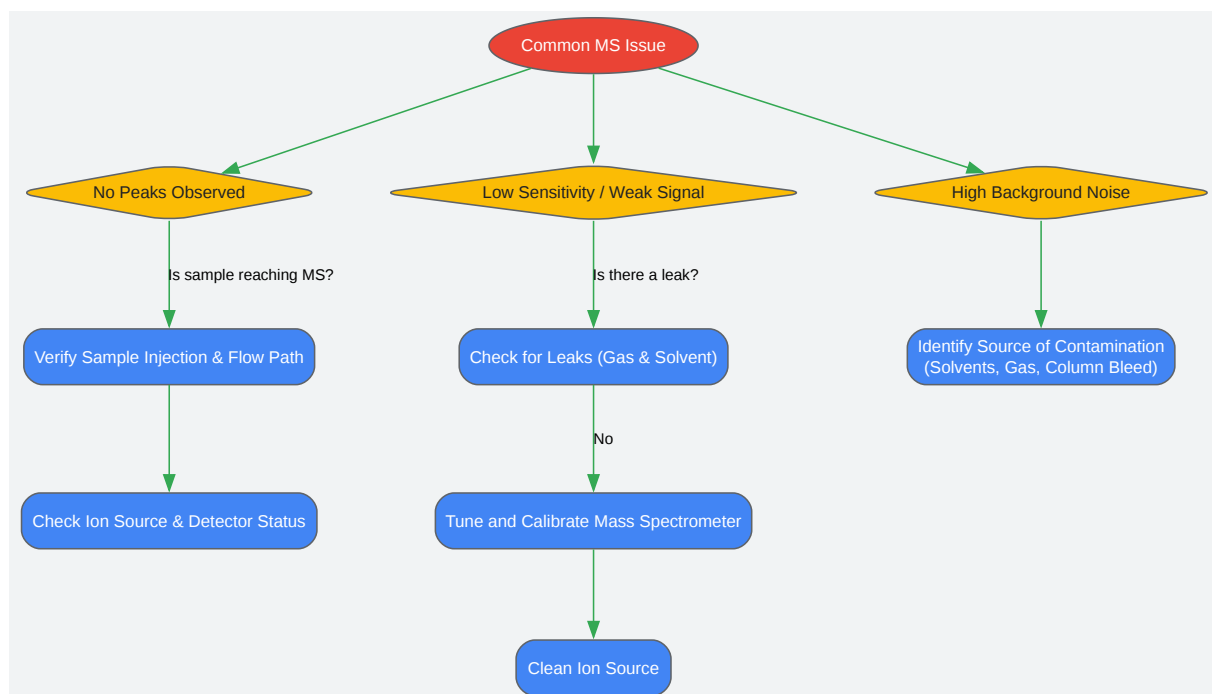 Common MS Issue
No Peaks Observed
Low Sensitivity / Weak Signal
High Background Noise
Is sample reaching MS?
Is there a leak?
Verify Sample Injection & Flow Path
Check for Leaks (Gas & Solvent)
Identify Source of Contamination
(Solvents, Gas, Column Bleed)
No
Check Ion Source & Detector Status
Tune and Calibrate Mass Spectrometer
Clean Ion Source